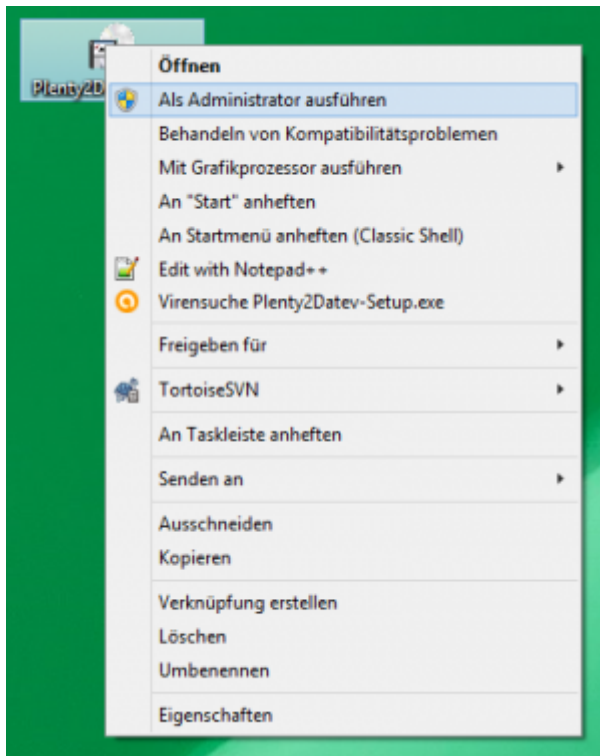 Plenty2D
Öffnen
Als Administrator ausführen
Behandeln von Kompatibilitätsproblemen
Mit Grafikprozessor ausführen
An "Start" anheften
An Startmenü anheften (Classic Shell)
Edit with Notepad++
Virensuche Plenty2Datev-Setup.exe
Freigeben für
TortoiseSVN
An Taskleiste anheften
Senden an
Ausschneiden
Kopieren
Verknüpfung erstellen
Löschen
Umbenennen
Eigenschaften